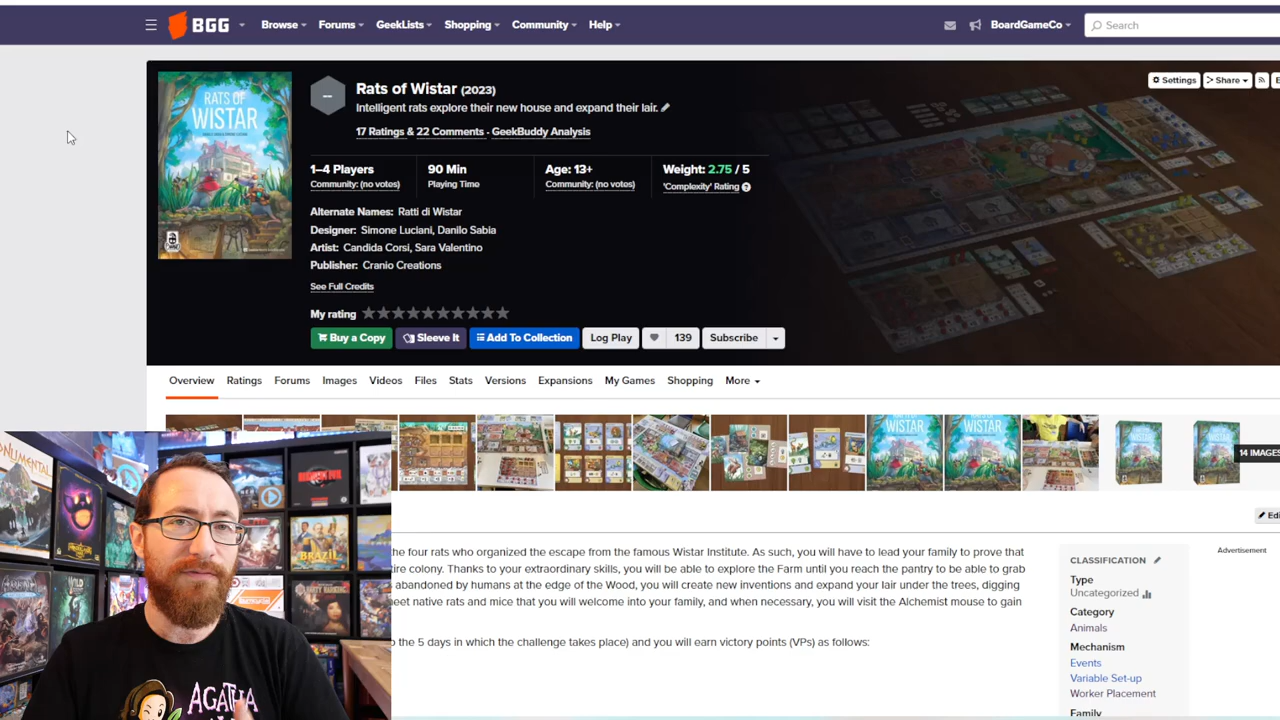 BGG
Browse Forums GeekLists Shopping Community Help
BoardGameCo
Search
RATS OF
WISTAR
Rats of Wistar (2023)
Intelligent rats explore their new house and expand their lair.
17 Ratings & 22 Comments - GeekBuddy Analysis
Settings Share
--
1–4 Players
Community: (no votes)
90 Min
Playing Time
Age: 13+
Community: (no votes)
Weight: 2.75 / 5
'Complexity' Rating
Alternate Names: Ratti di Wistar
Designer: Simone Luciani, Danilo Sabia
Artist: Candida Corsi, Sara Valentino
Publisher: Cranio Creations
See Full Credits
My rating
Buy a Copy Sleeve It Add To Collection Log Play 139 Subscribe
Overview Ratings Forums Images Videos Files Stats Versions Expansions My Games Shopping More
WISTAR
WISTAR
14 IMAGES
Edi
the four rats who organized the escape from the famous Wistar Institute. As such, you will have to lead your family to prove that
tire colony. Thanks to your extraordinary skills, you will be able to explore the Farm until you reach the pantry to be able to grab
abandoned by humans at the edge of the Wood, you will create new inventions and expand your lair under the trees, digging
neet native rats and mice that you will welcome into your family, and when necessary, you will visit the Alchemist mouse to gain
o the 5 days in which the challenge takes place) and you will earn victory points (VPs) as follows:
Advertisement
CLASSIFICATION
Type
Uncategorized
Category
Animals
Mechanism
Events
Variable Set-up
Worker Placement
Family
BRAZIL
AGATHA